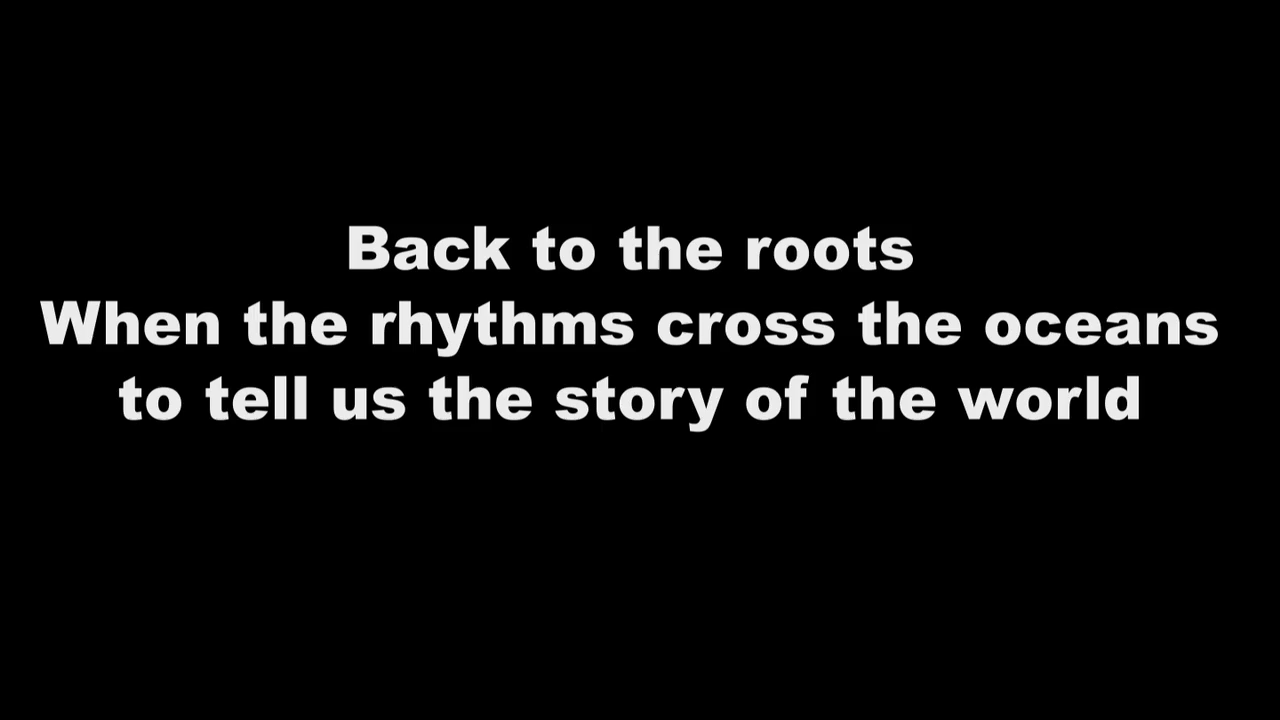 Back to the roots
When the rhythms cross the oceans
to tell us the story of the world